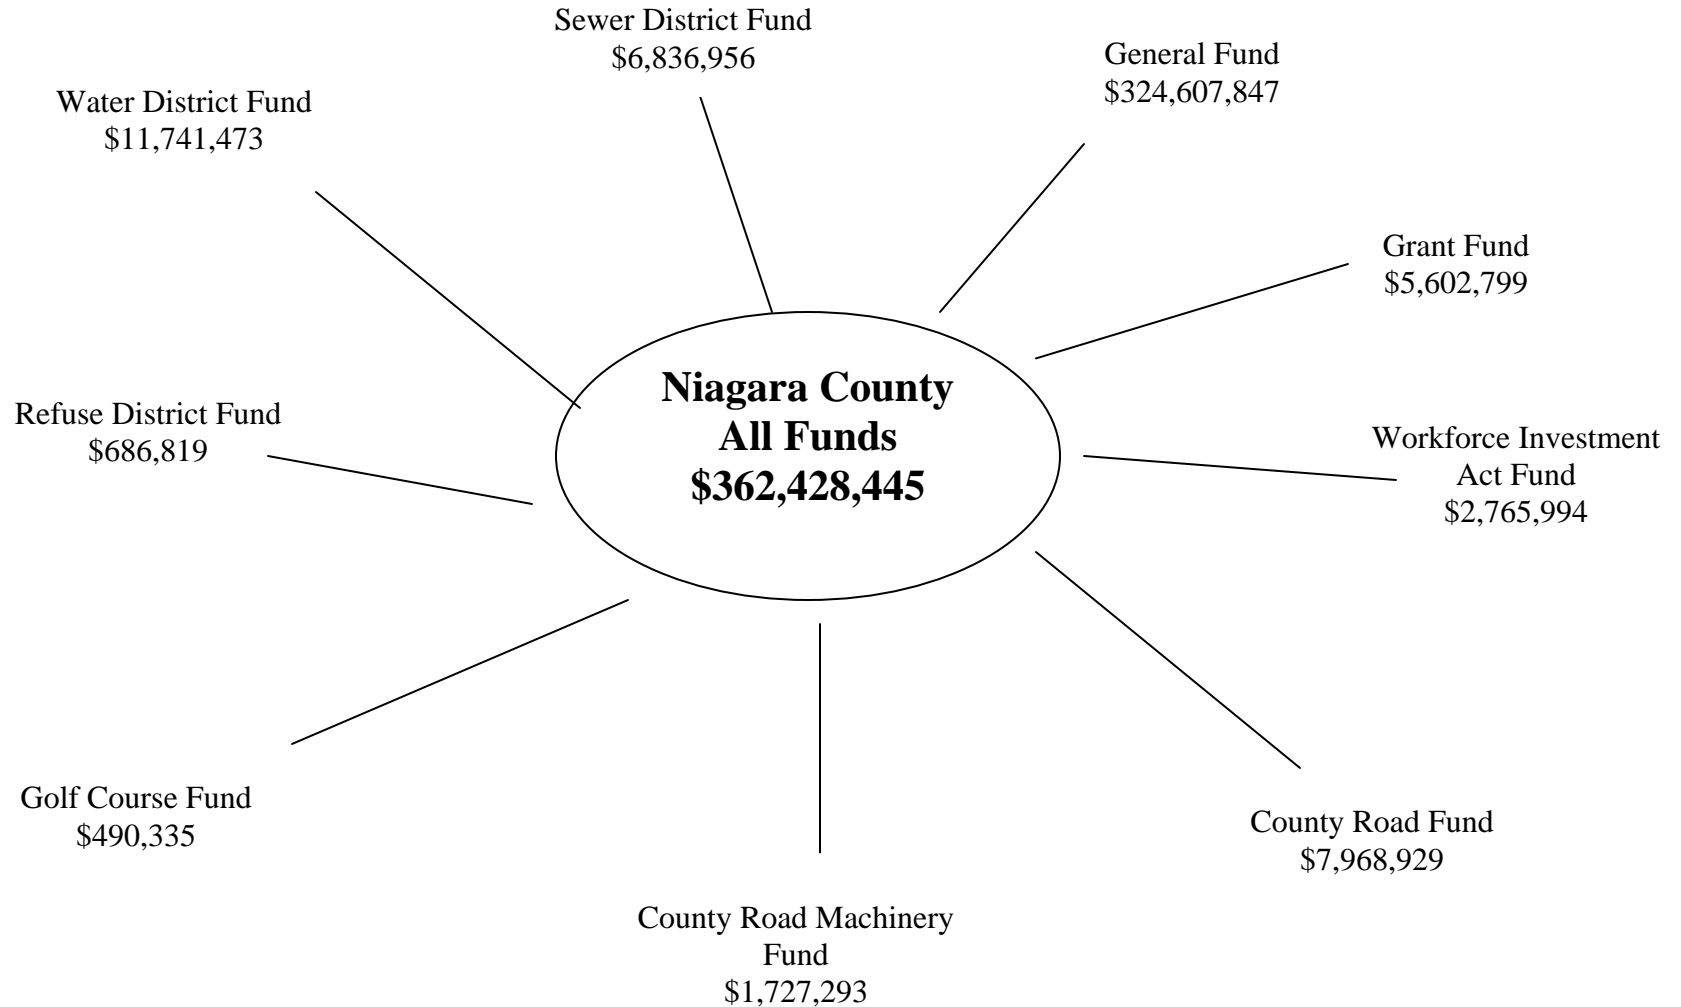 Sewer District Fund
$6,836,956
General Fund
$324,607,847
Water District Fund
$11,741,473
Grant Fund
$5,602,799
Niagara County
All Funds
$362,428,445
Refuse District Fund
$686,819
Workforce Investment
Act Fund
$2,765,994
Golf Course Fund
$490,335
County Road Fund
$7,968,929
County Road Machinery
Fund
$1,727,293